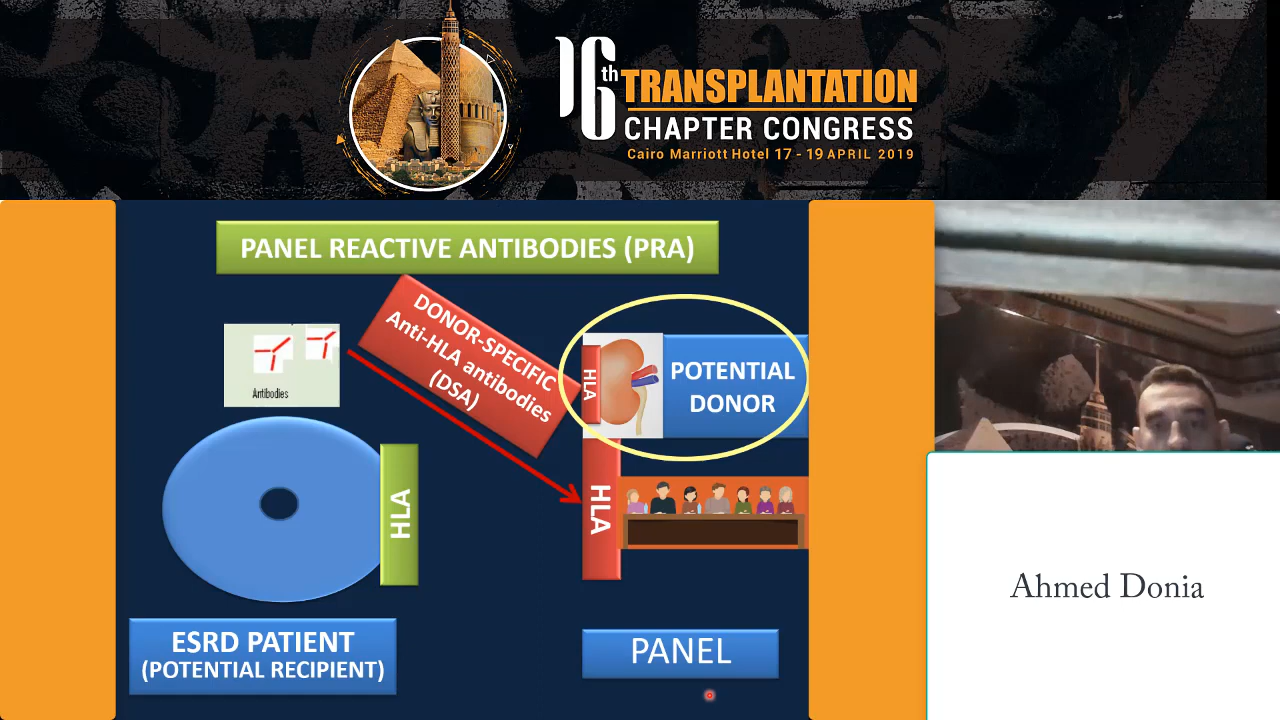 16th TRANSPLANTATION
CHAPTER CONGRESS
Cairo Marriott Hotel 17 - 19 APRIL 2019
PANEL REACTIVE ANTIBODIES (PRA)
DONOR-SPECIFIC
Anti-HLA antibodies
(DSA)
Antibodies
HLA
POTENTIAL
DONOR
HLA
HLA
ESRD PATIENT
(POTENTIAL RECIPIENT)
PANEL
Ahmed Donia